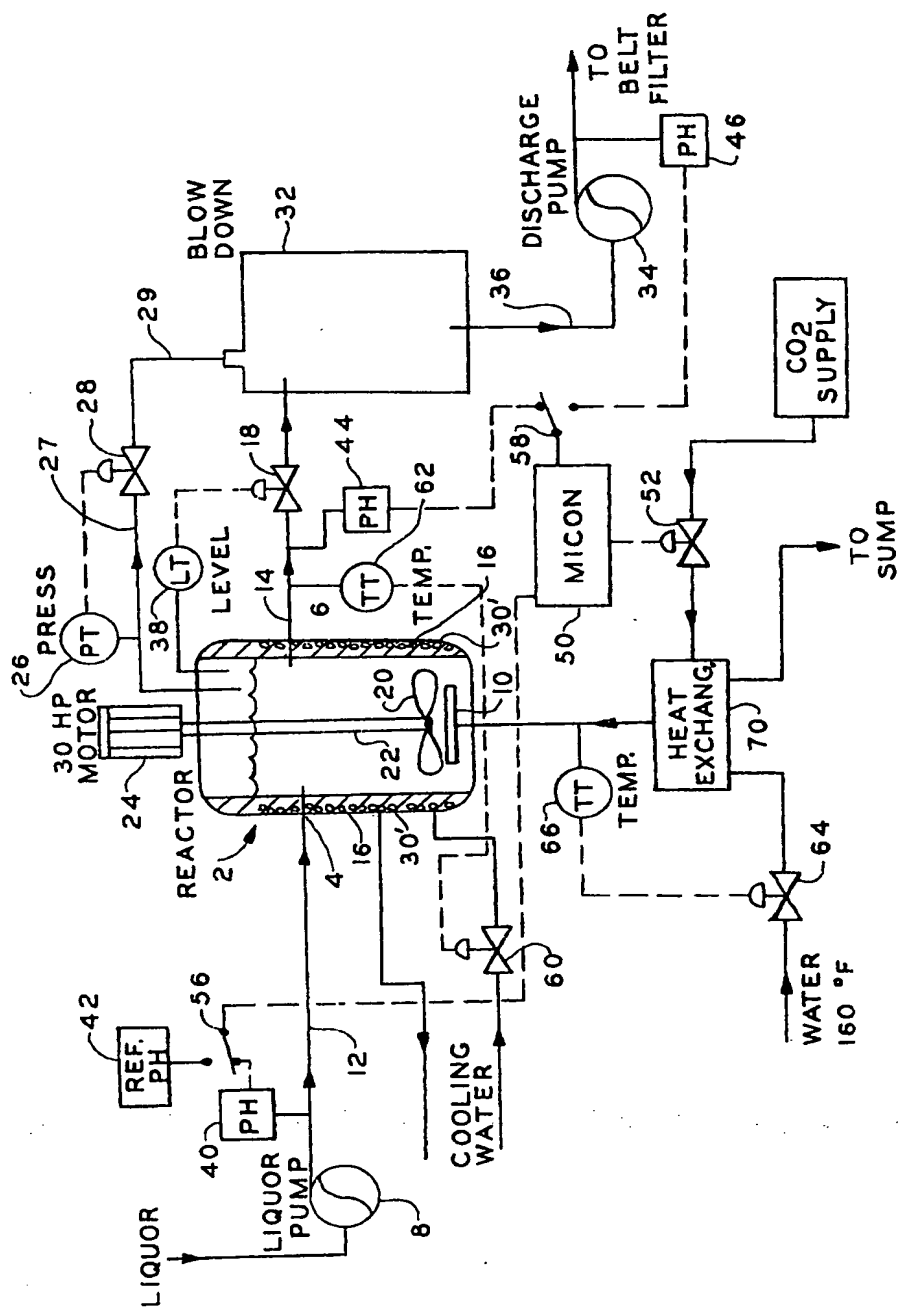 30 HP
MOTOR
24
26
PRESS
PT
27
28
29
BLOW
DOWN
32
38
LT
LEVEL
18
44
PH
14
6
62
TT
TEMP.
16
30'
REACTOR
2
4
16
30'
20
22
10
36
DISCHARGE
PUMP
34
TO
BELT
FILTER
PH
46
LIQUOR
LIQUOR
PUMP
8
12
40
PH
42
REF.
PH
56
COOLING
WATER
60
58
MICON
50
52
CO2
SUPPLY
66
TT
TEMP.
HEAT
EXCHANG.
70
TO
SUMP
64
WATER
160 °F